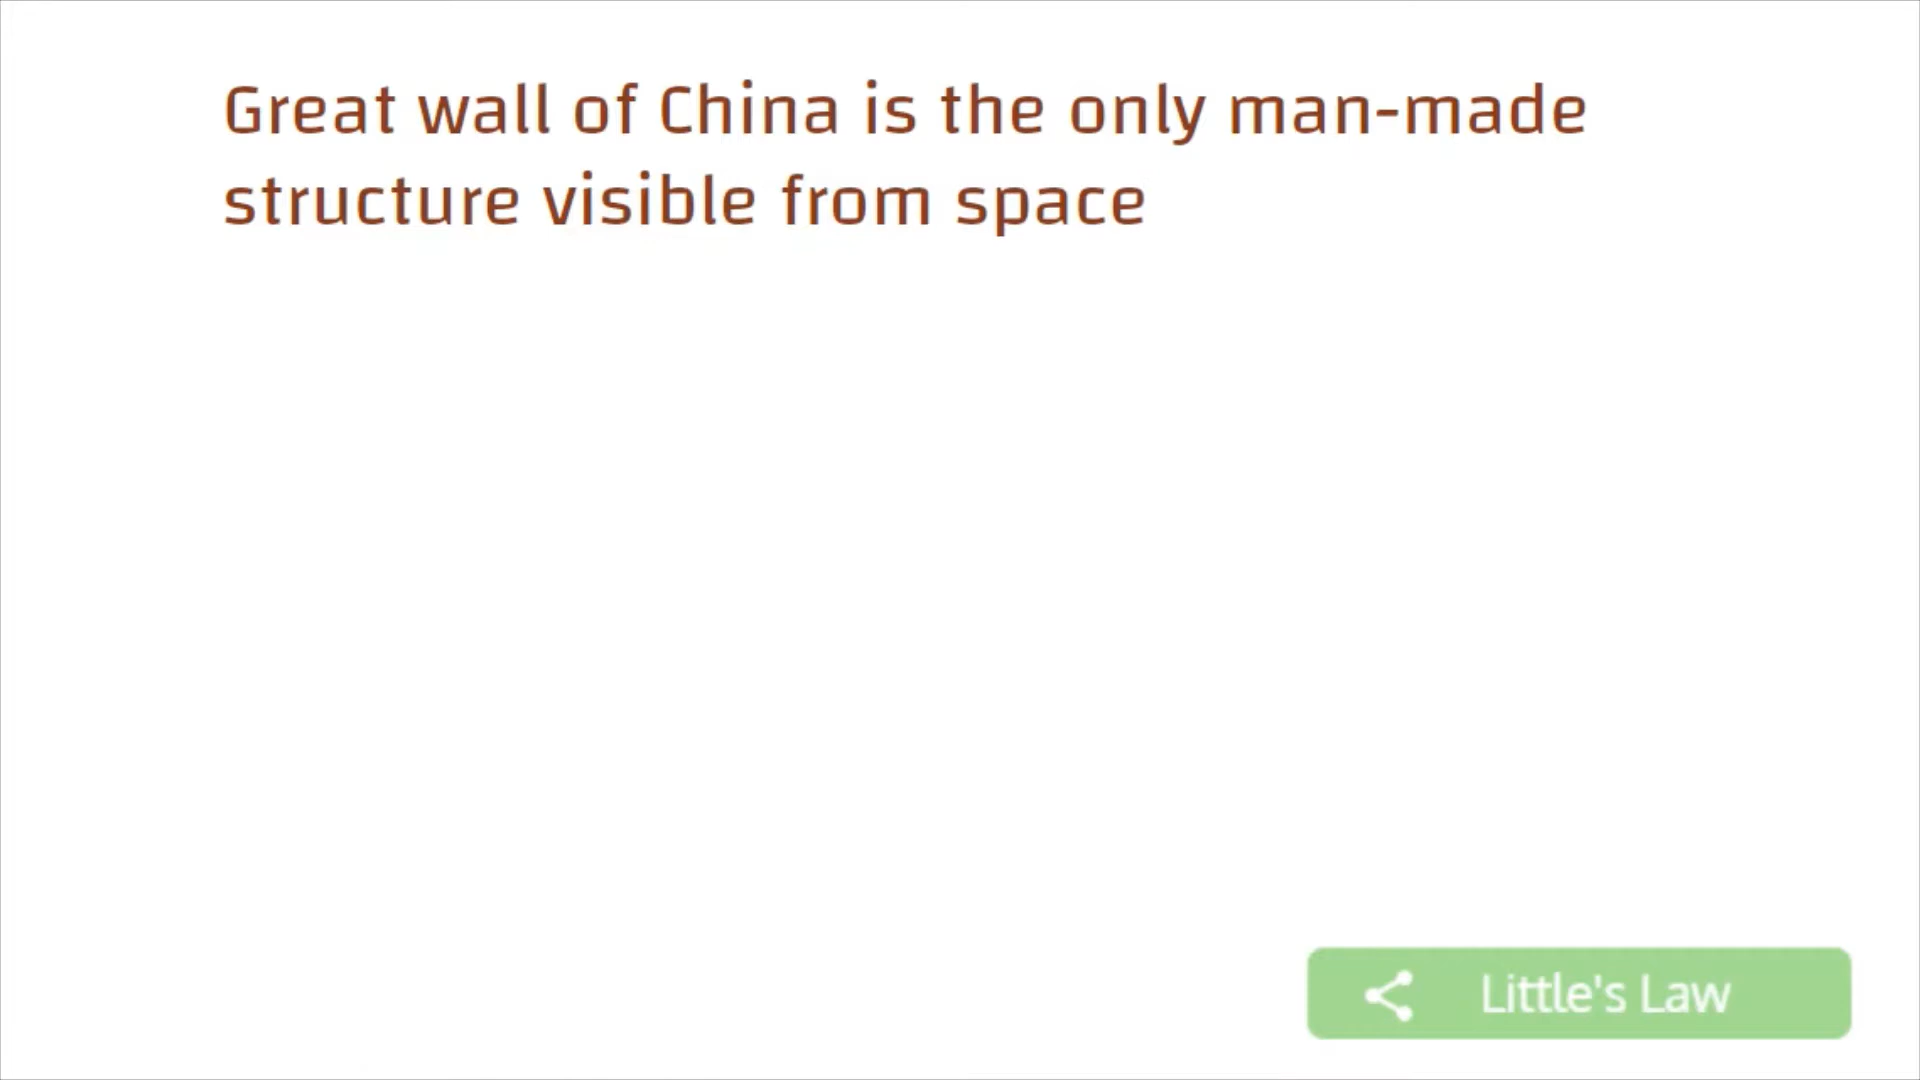 Great wall of China is the only man-made
structure visible from space
Little's Law